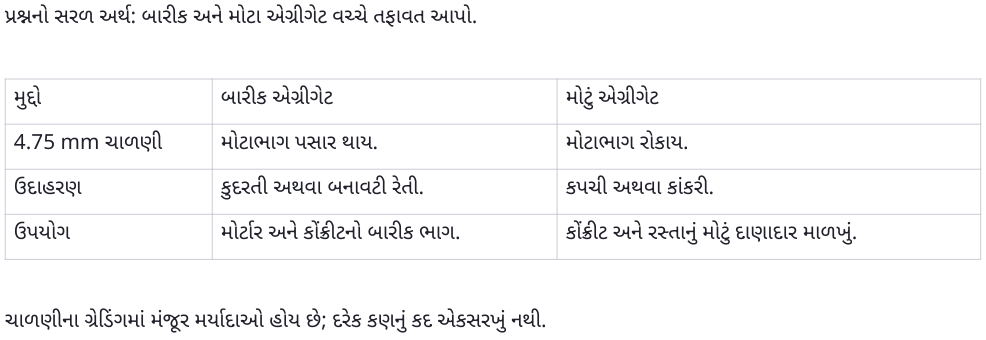 પ્રશ્નનો સરળ અર્થ: બારીક અને મોટા એગ્રીગેટ વચ્ચે તફાવત આપો.
મુદ્દો બારીક એગ્રીગેટ મોટું એગ્રીગેટ
4.75 mm ચાળણી મોટાભાગ પસાર થાય. મોટાભાગ રોકાય.
ઉદાહરણ કુદરતી અથવા બનાવટી રેતી. કપચી અથવા કાંકરી.
ઉપયોગ મોર્ટાર અને કોંક્રીટનો બારીક ભાગ. કોંક્રીટ અને રસ્તાનું મોટું દાણાદાર માળખું.
ચાળણીના ગ્રેડિંગમાં મંજૂર મર્યાદાઓ હોય છે; દરેક કણનું કદ એકસરખું નથી.